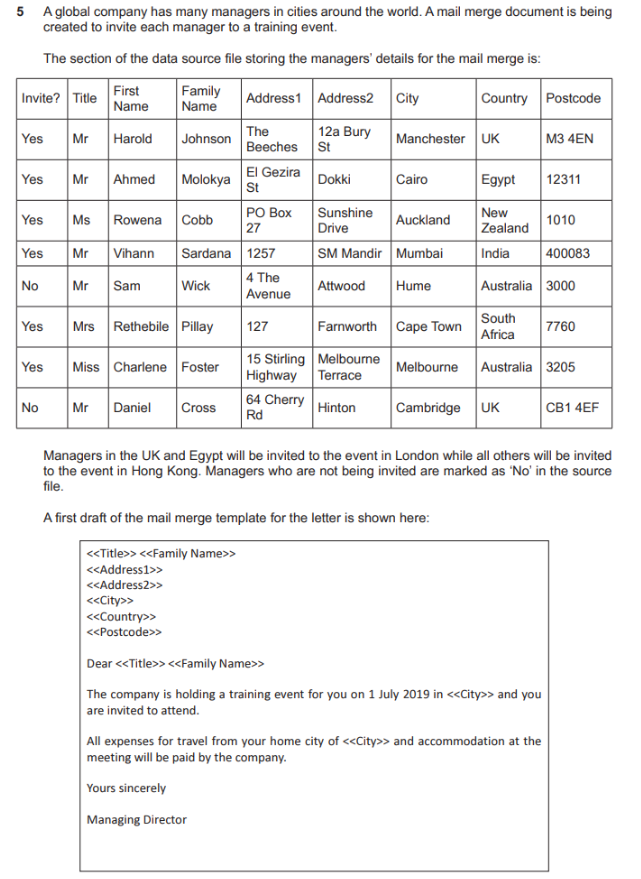 5 A global company has many managers in cities around the world. A mail merge document is being
created to invite each manager to a training event.
The section of the data source file storing the managers' details for the mail merge is:
Invite? Title First Name Family Name Address1 Address2 City Country Postcode
Yes Mr Harold Johnson The Beeches 12a Bury St Manchester UK M3 4EN
Yes Mr Ahmed Molokya El Gezira St Dokki Cairo Egypt 12311
Yes Ms Rowena Cobb PO Box 27 Sunshine Drive Auckland New Zealand 1010
Yes Mr Vihann Sardana 1257 SM Mandir Mumbai India 400083
No Mr Sam Wick 4 The Avenue Attwood Hume Australia 3000
Yes Mrs Rethebile Pillay 127 Farnworth Cape Town South Africa 7760
Yes Miss Charlene Foster 15 Stirling Highway Melbourne Terrace Melbourne Australia 3205
No Mr Daniel Cross 64 Cherry Rd Hinton Cambridge UK CB1 4EF
Managers in the UK and Egypt will be invited to the event in London while all others will be invited
to the event in Hong Kong. Managers who are not being invited are marked as 'No' in the source
file.
A first draft of the mail merge template for the letter is shown here:
<<Title>> <<Family Name>>
<<Address1>>
<<Address2>>
<<City>>
<<Country>>
<<Postcode>>
Dear <<Title>> <<Family Name>>
The company is holding a training event for you on 1 July 2019 in <<City>> and you
are invited to attend.
All expenses for travel from your home city of <<City>> and accommodation at the
meeting will be paid by the company.
Yours sincerely
Managing Director